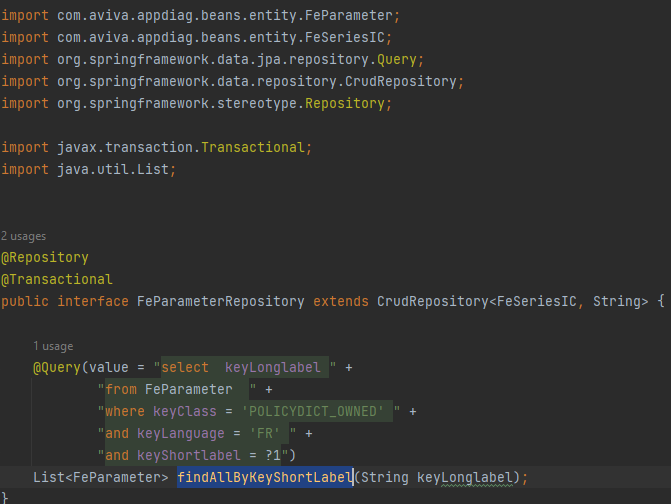 import com.aviva.appdiag.beans.entity.FeParameter;
import com.aviva.appdiag.beans.entity.FeSeriesIC;
import org.springframework.data.jpa.repository.Query;
import org.springframework.data.repository.CrudRepository;
import org.springframework.stereotype.Repository;
import javax.transaction.Transactional;
import java.util.List;
2 usages
@Repository
@Transactional
public interface FeParameterRepository extends CrudRepository<FeSeriesIC, String> {
1 usage
@Query(value = "select  keyLonglabel " +
"from FeParameter  " +
"where keyClass = 'POLICYDICT_OWNED' " +
"and keyLanguage = 'FR' " +
"and keyShortlabel = ?1")
List<FeParameter> findAllByKeyShortLabel(String keyLonglabel);
}